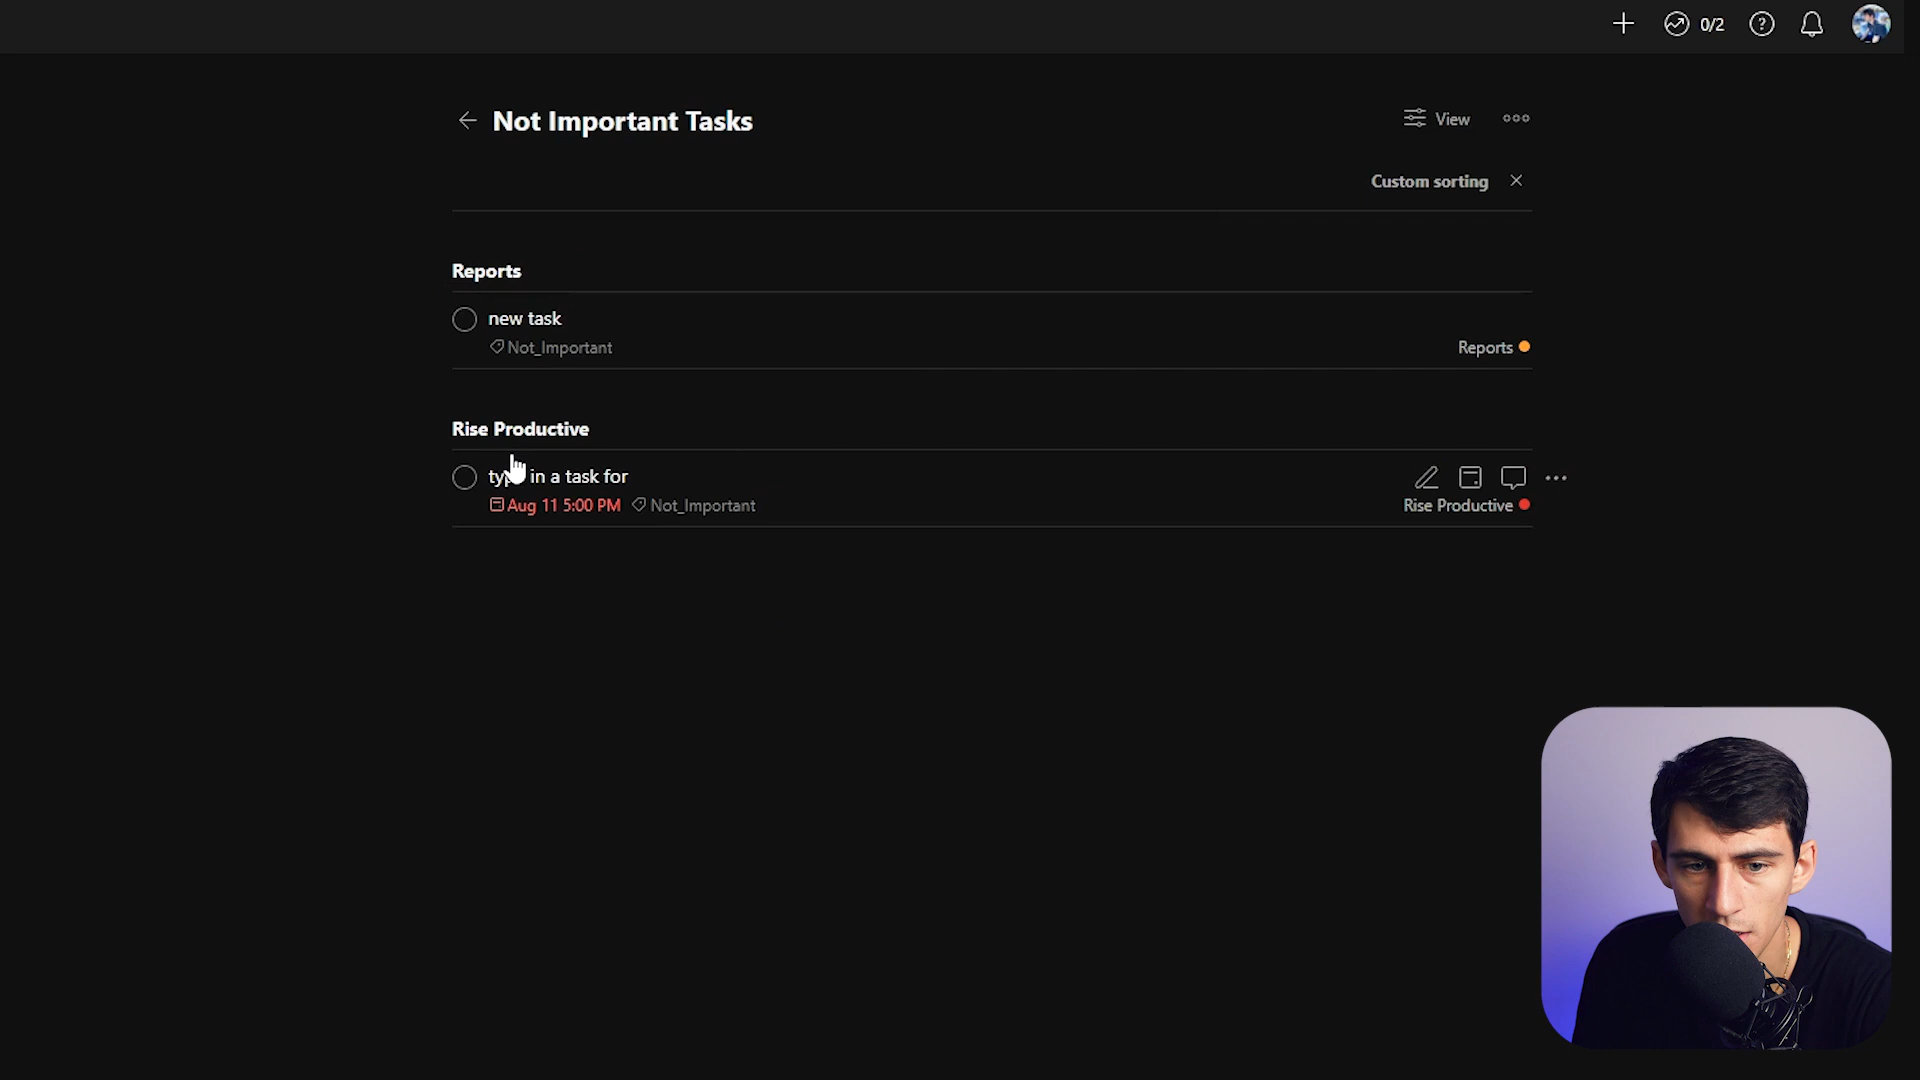 0/2
Not Important Tasks
View
Custom sorting
Reports
new task
Not_Important
Reports
Rise Productive
in a task for
Aug 11 5:00 PM Not_Important
Rise Productive